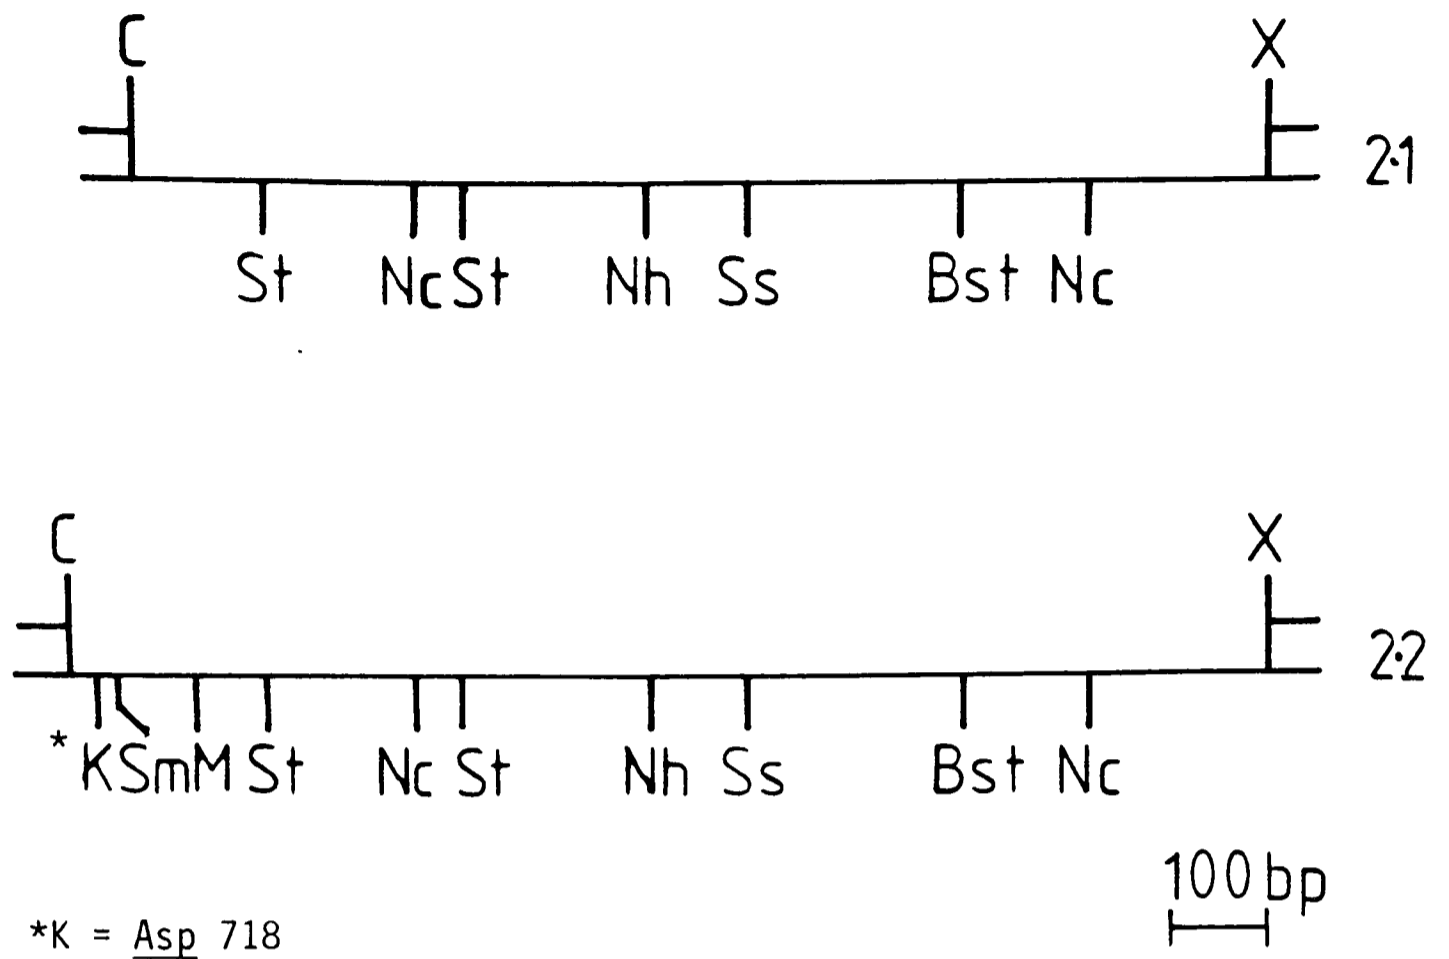 C X
2·1
St Nc St Nh Ss Bst Nc
C X
2·2
* K Sm M St Nc St Nh Ss Bst Nc
100 bp
*K = Asp 718